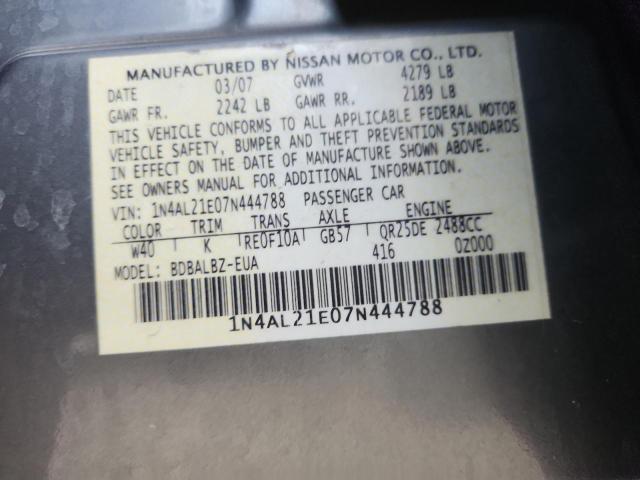 MANUFACTURED BY NISSAN MOTOR CO., LTD.
DATE 03/07 GVWR 4279 LB
GAWR FR. 2242 LB GAWR RR. 2189 LB
THIS VEHICLE CONFORMS TO ALL APPLICABLE FEDERAL MOTOR
VEHICLE SAFETY, BUMPER AND THEFT PREVENTION STANDARDS
IN EFFECT ON THE DATE OF MANUFACTURE SHOWN ABOVE.
SEE OWNERS MANUAL FOR ADDITIONAL INFORMATION.
VIN: 1N4AL21E07N444788 PASSENGER CAR
COLOR TRIM TRANS AXLE ENGINE
W40 K RE0F10A GB57 QR25DE 2488CC
MODEL: BDBALBZ-EUA 416 0Z000
1N4AL21E07N444788